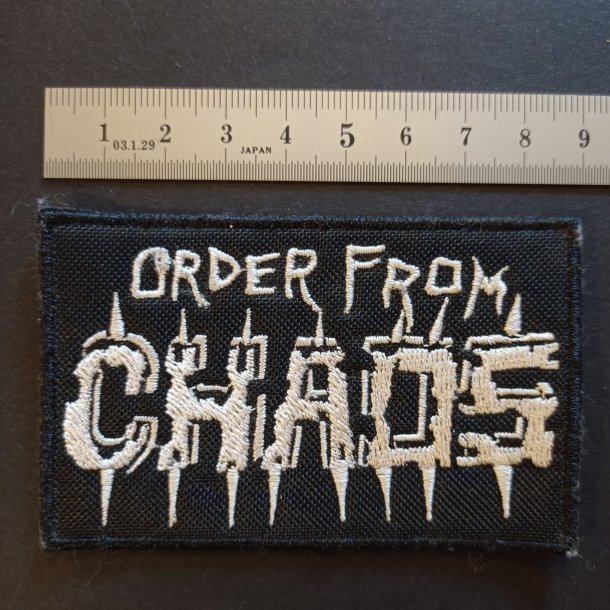 1 2 3 4 5 6 7 8 9
03.1.29
JAPAN
ORDER FROM
CHAOS